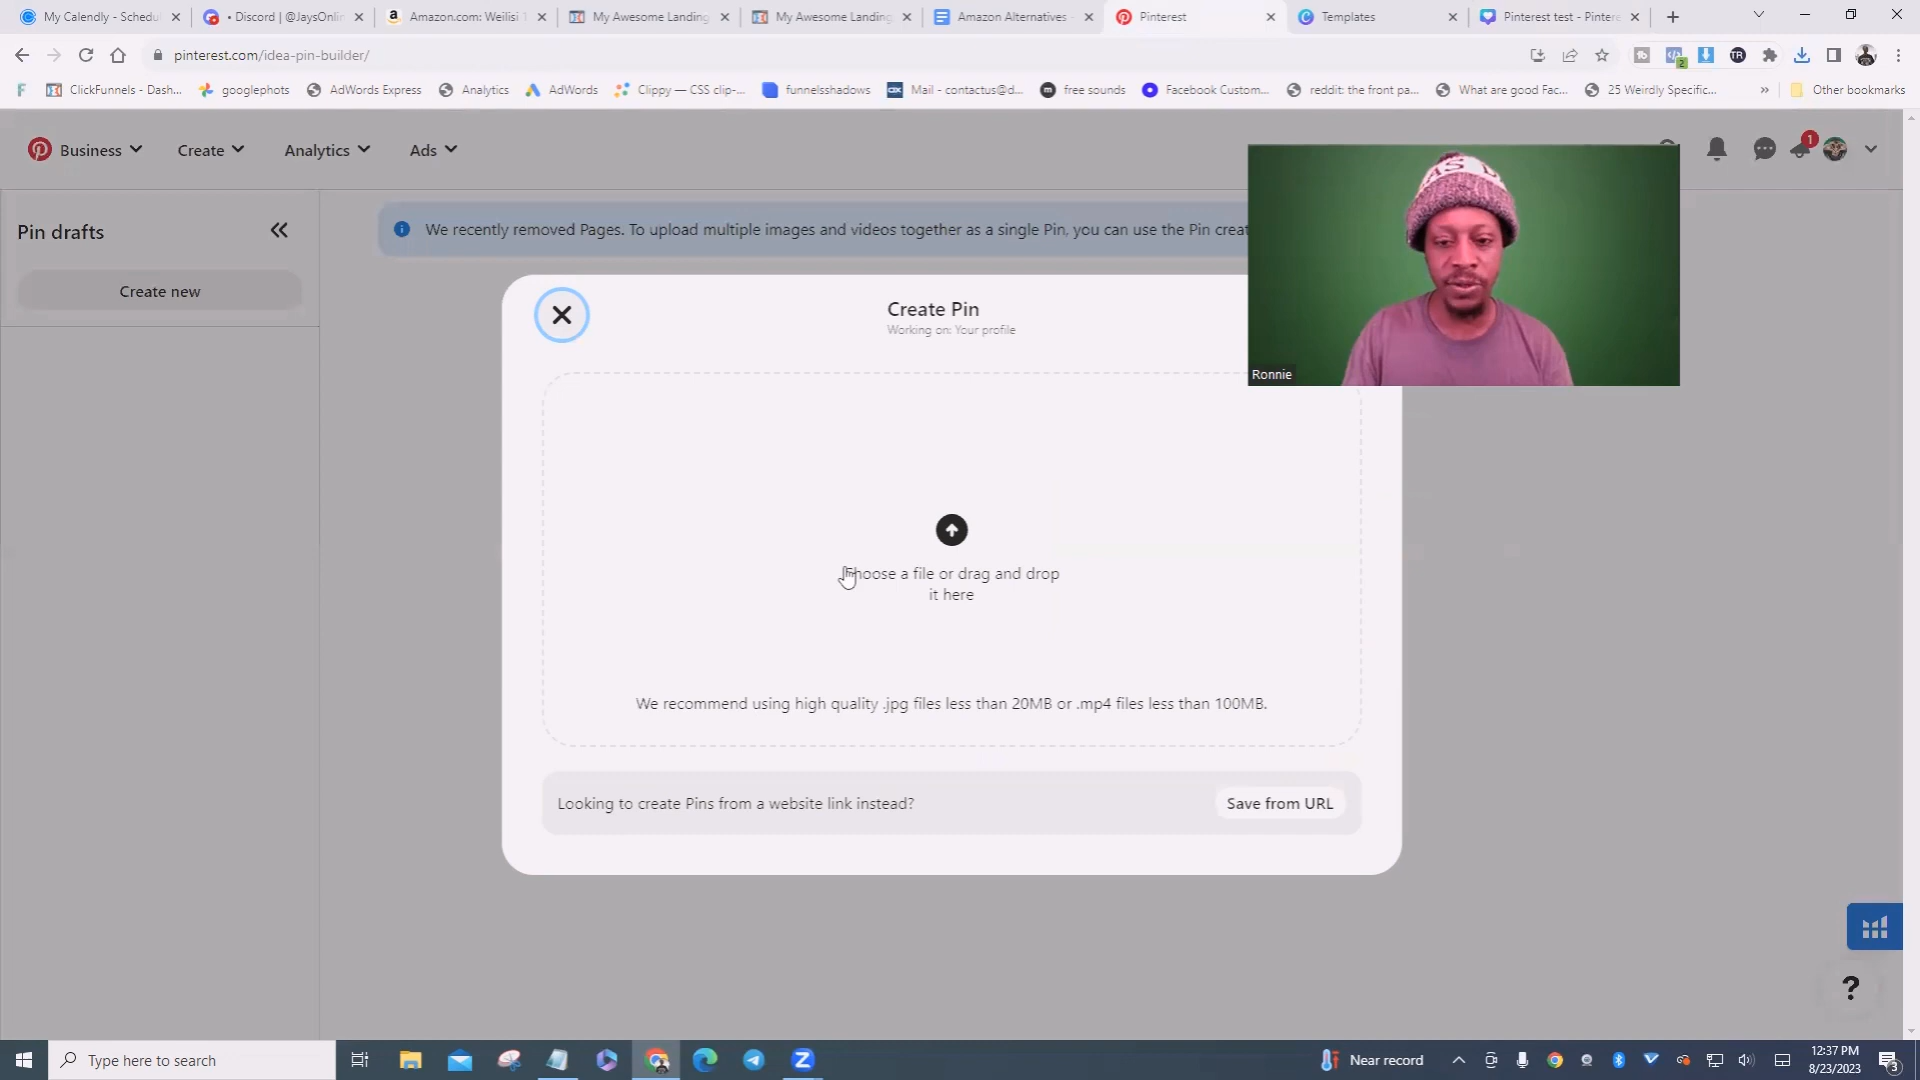 My Calendly - Schedu
• Discord | @JaysOnlin
Amazon.com: Weilisi 1
My Awesome Landing
My Awesome Landing
Amazon Alternatives -
Pinterest
Templates
Pinterest test - Pintere
pinterest.com/idea-pin-builder/
ClickFunnels - Dash...
googlephots
AdWords Express
Analytics
AdWords
Clippy — CSS clip-...
funnelsshadows
Mail - contactus@d...
free sounds
Facebook Custom...
reddit: the front pa...
What are good Fac...
25 Weirdly Specific...
»
Other bookmarks
Business
Create
Analytics
Ads
1
Pin drafts
Create new
We recently removed Pages. To upload multiple images and videos together as a single Pin, you can use the Pin creat
Ronnie
Create Pin
Working on: Your profile
Choose a file or drag and drop
it here
We recommend using high quality .jpg files less than 20MB or .mp4 files less than 100MB.
Looking to create Pins from a website link instead?
Save from URL
?
Type here to search
Near record
12:37 PM
8/23/2023
3